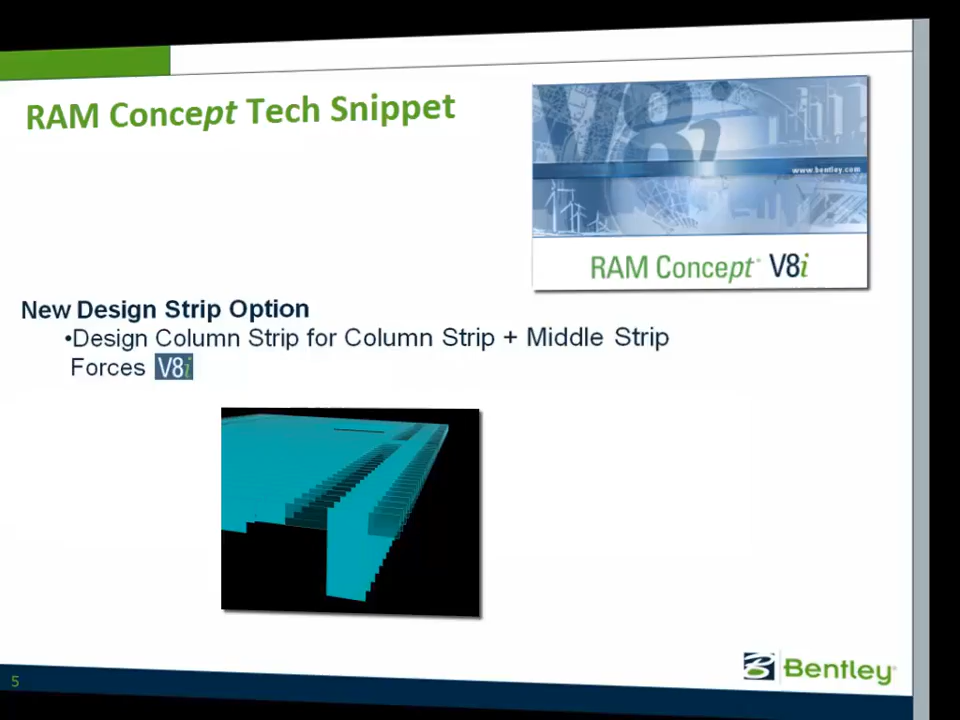 RAM Concept Tech Snippet
V8i
www.bentley.com
RAM Concept V8i
New Design Strip Option
•Design Column Strip for Column Strip + Middle Strip
Forces V8i
5
Bentley